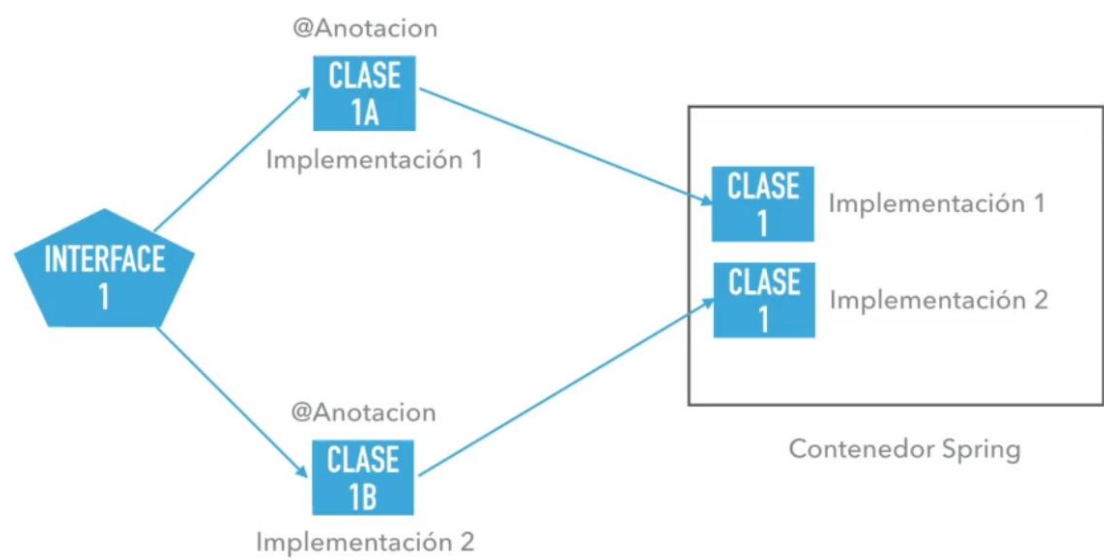 @Anotacion
CLASE
1A
Implementación 1
INTERFACE
1
@Anotacion
CLASE
1B
Implementación 2
CLASE
1
Implementación 1
CLASE
1
Implementación 2
Contenedor Spring